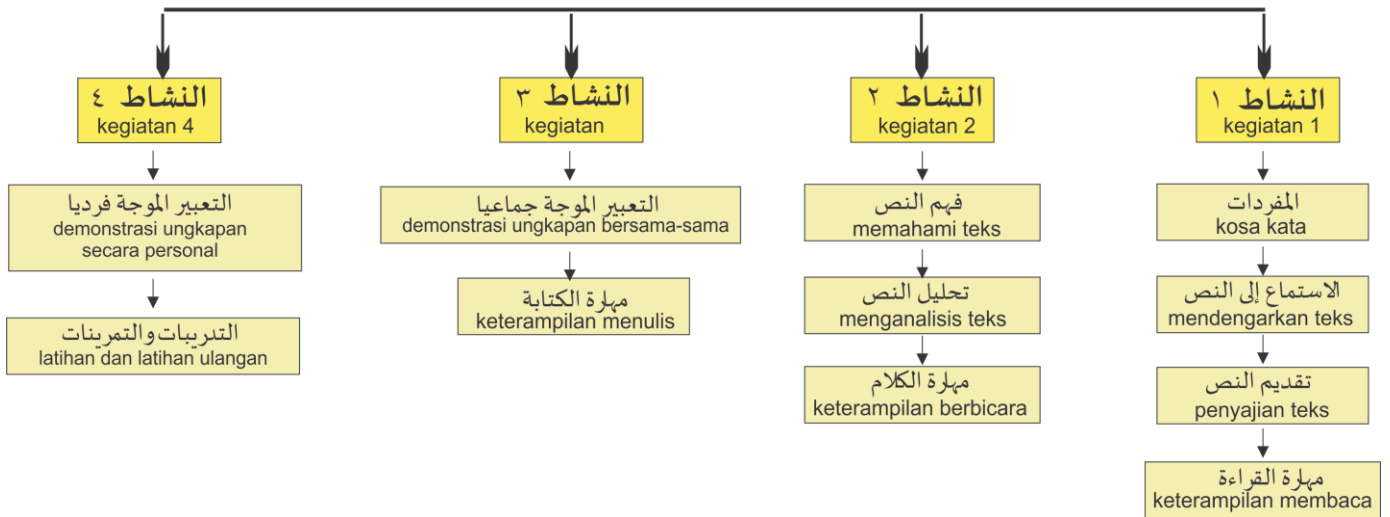 النشاط ١
kegiatan 1
المفردات
kosa kata
الاستماع إلى النص
mendengarkan teks
تقديم النص
penyajian teks
مهارة القراءة
keterampilan membaca
النشاط ٢
kegiatan 2
فهم النص
memahami teks
تحليل النص
menganalisis teks
مهارة الكلام
keterampilan berbicara
النشاط ٣
kegiatan
التعبير الموجة جماعيا
demonstrasi ungkapan bersama-sama
مهارة الكتابة
keterampilan menulis
النشاط ٤
kegiatan 4
التعبير الموجة فرديا
demonstrasi ungkapan
secara personal
التدريبات والتمرينات
latihan dan latihan ulangan